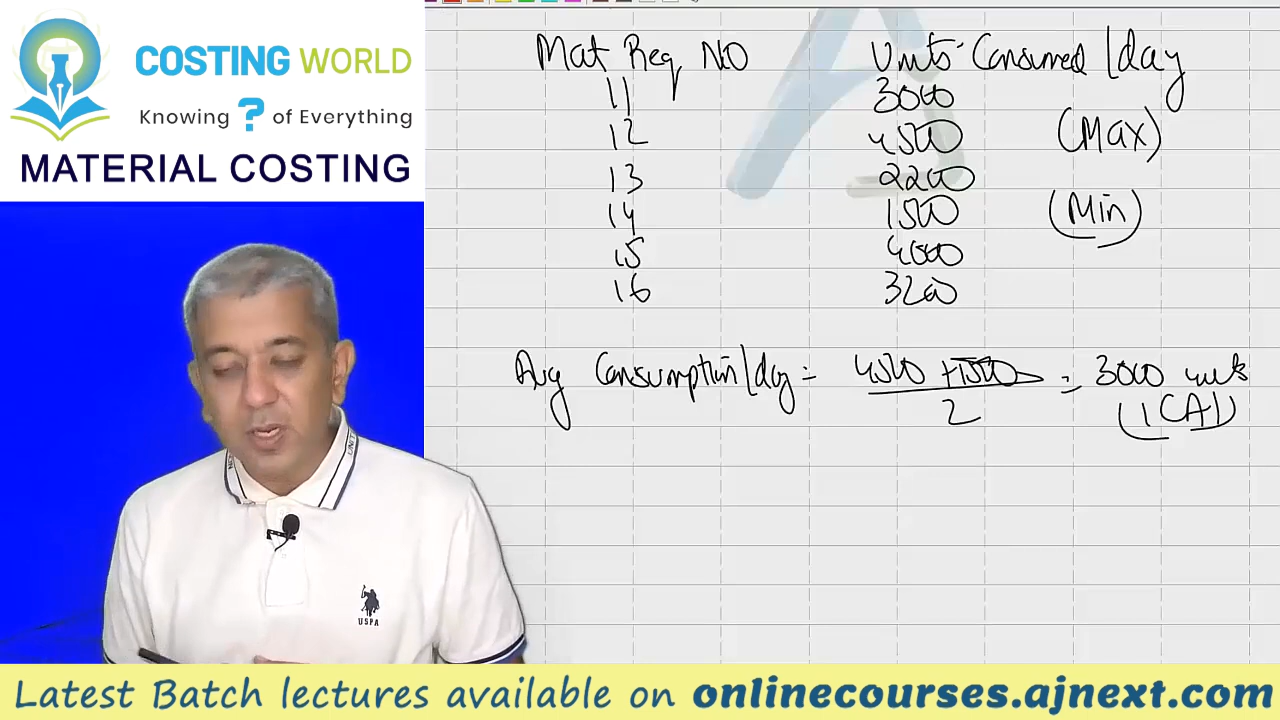 COSTING WORLD
Knowing ? of Everything
MATERIAL COSTING
Mat Req NO Units Consumed/day
11 3000
12 4500 (Max)
13 2200
14 1500 (Min)
15 4000
16 3200
Avg Consumption/day = 4500 + 1500 / 2 = 3000 units
(ICAI)
USPA
Latest Batch lectures available on onlinecourses.ajnext.com